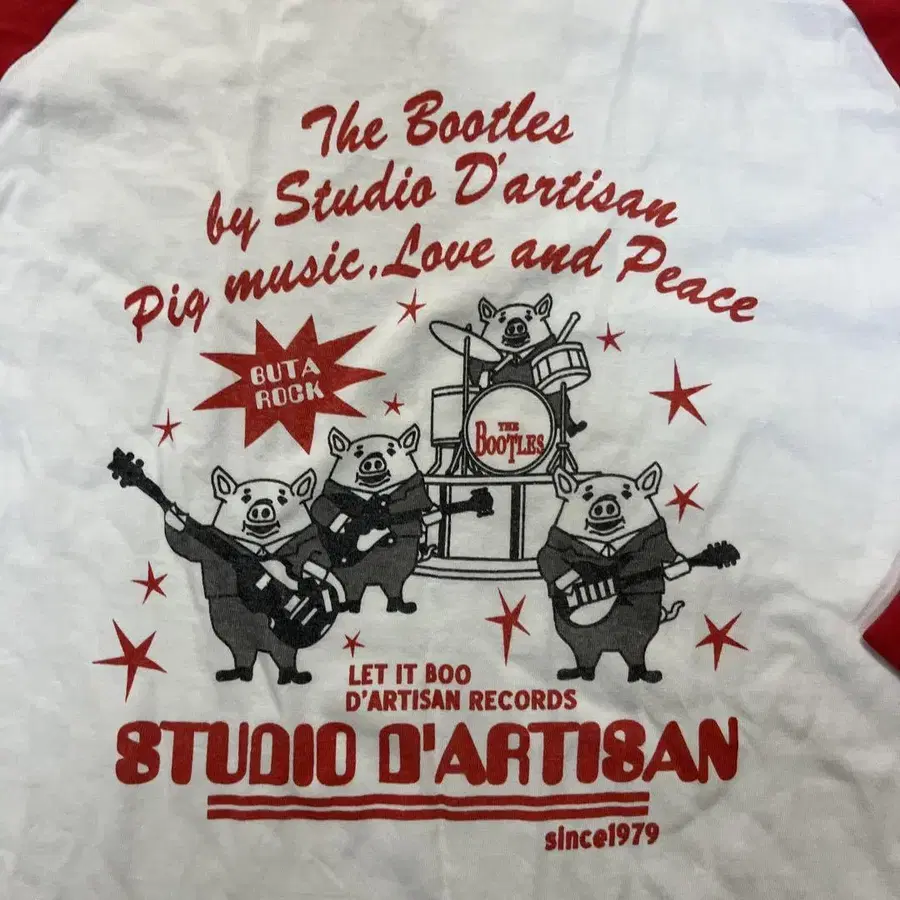 The Bootles
by Studio D'artisan
Pig music, Love and Peace
BUTA
ROCK
THE
BOOTLES
LET IT BOO
D'ARTISAN RECORDS
STUDIO D'ARTISAN
since1979